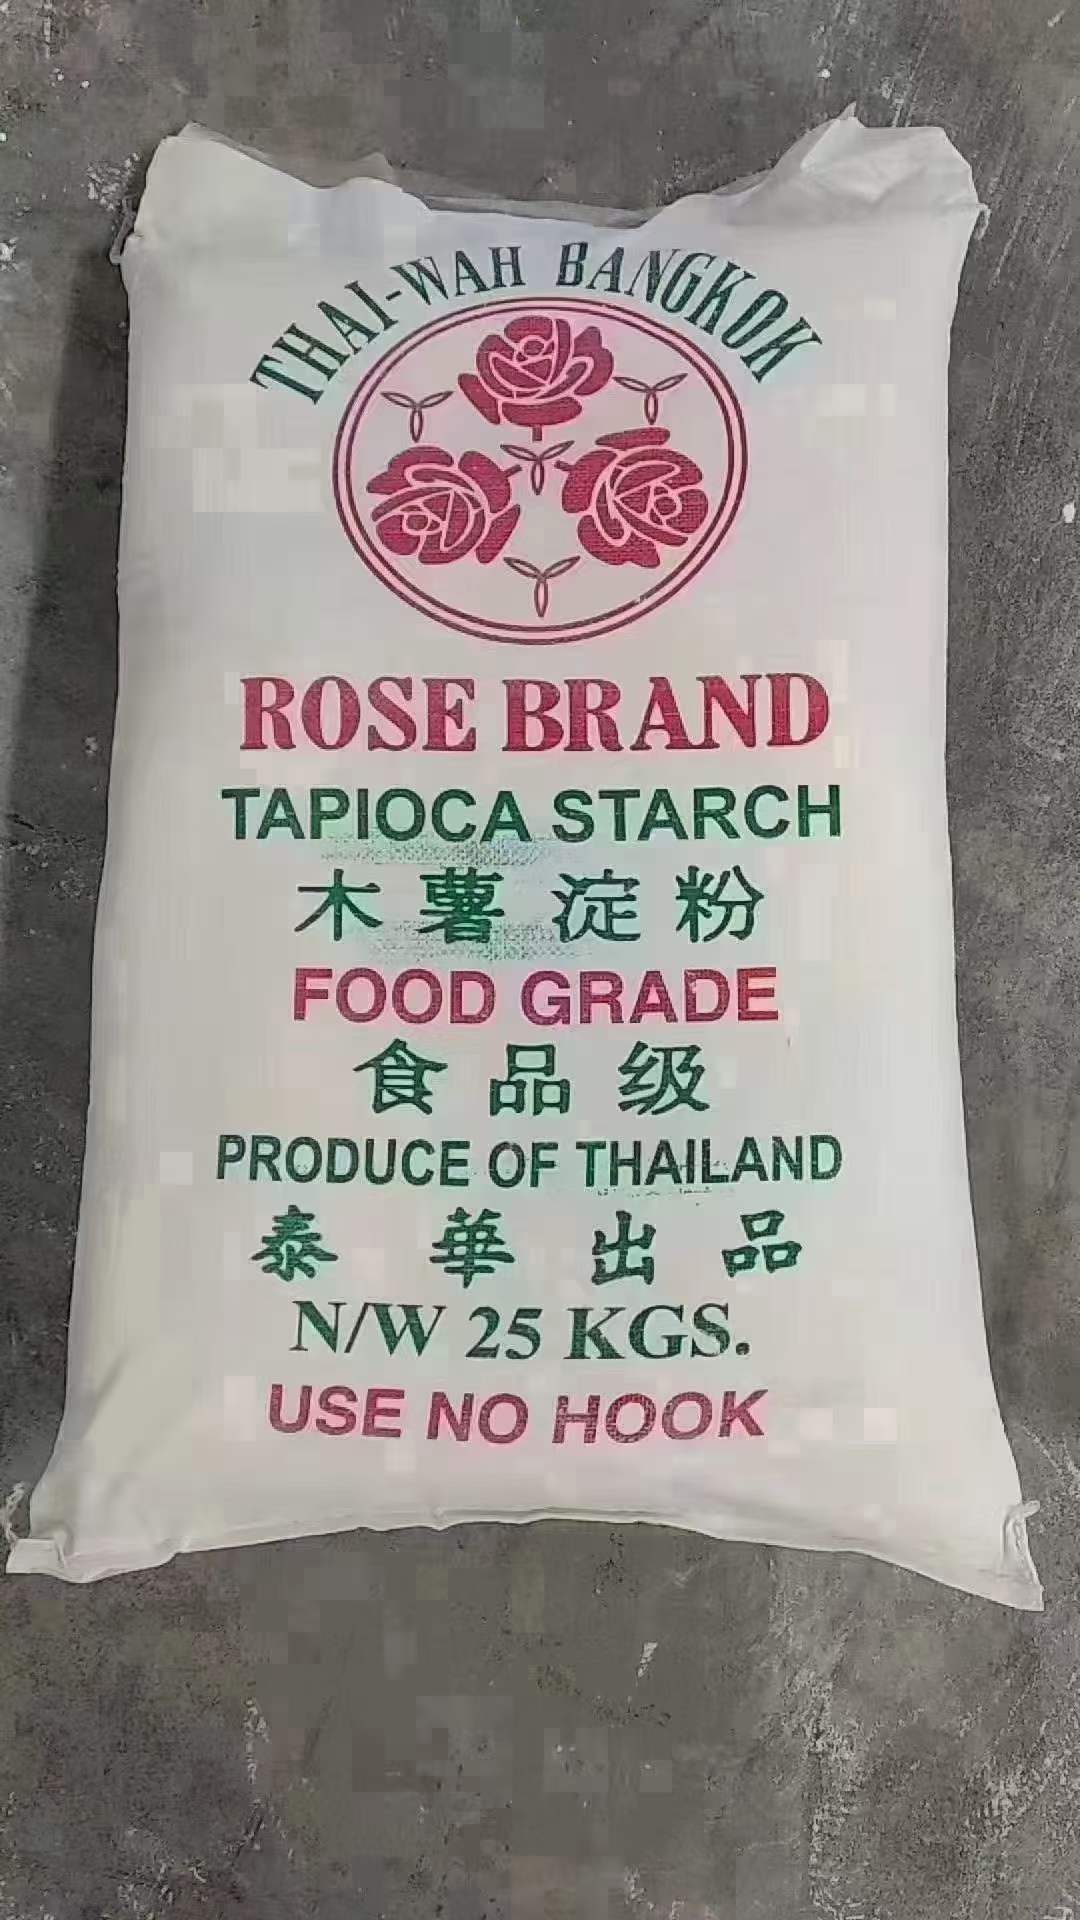 THAI-WAH BANGKOK
ROSE BRAND
TAPIOCA STARCH
木薯淀粉
FOOD GRADE
食品级
PRODUCE OF THAILAND
泰華出品
N/W 25 KGS.
USE NO HOOK